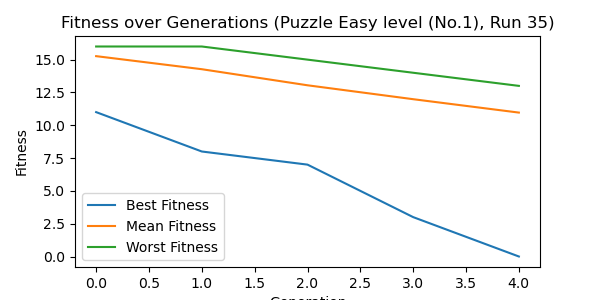 Fitness over Generations (Puzzle Easy level (No.1), Run 35)
Fitness
15.0
12.5
10.0
7.5
5.0
2.5
0.0
Best Fitness
Mean Fitness
Worst Fitness
0.0 0.5 1.0 1.5 2.0 2.5 3.0 3.5 4.0
Generation